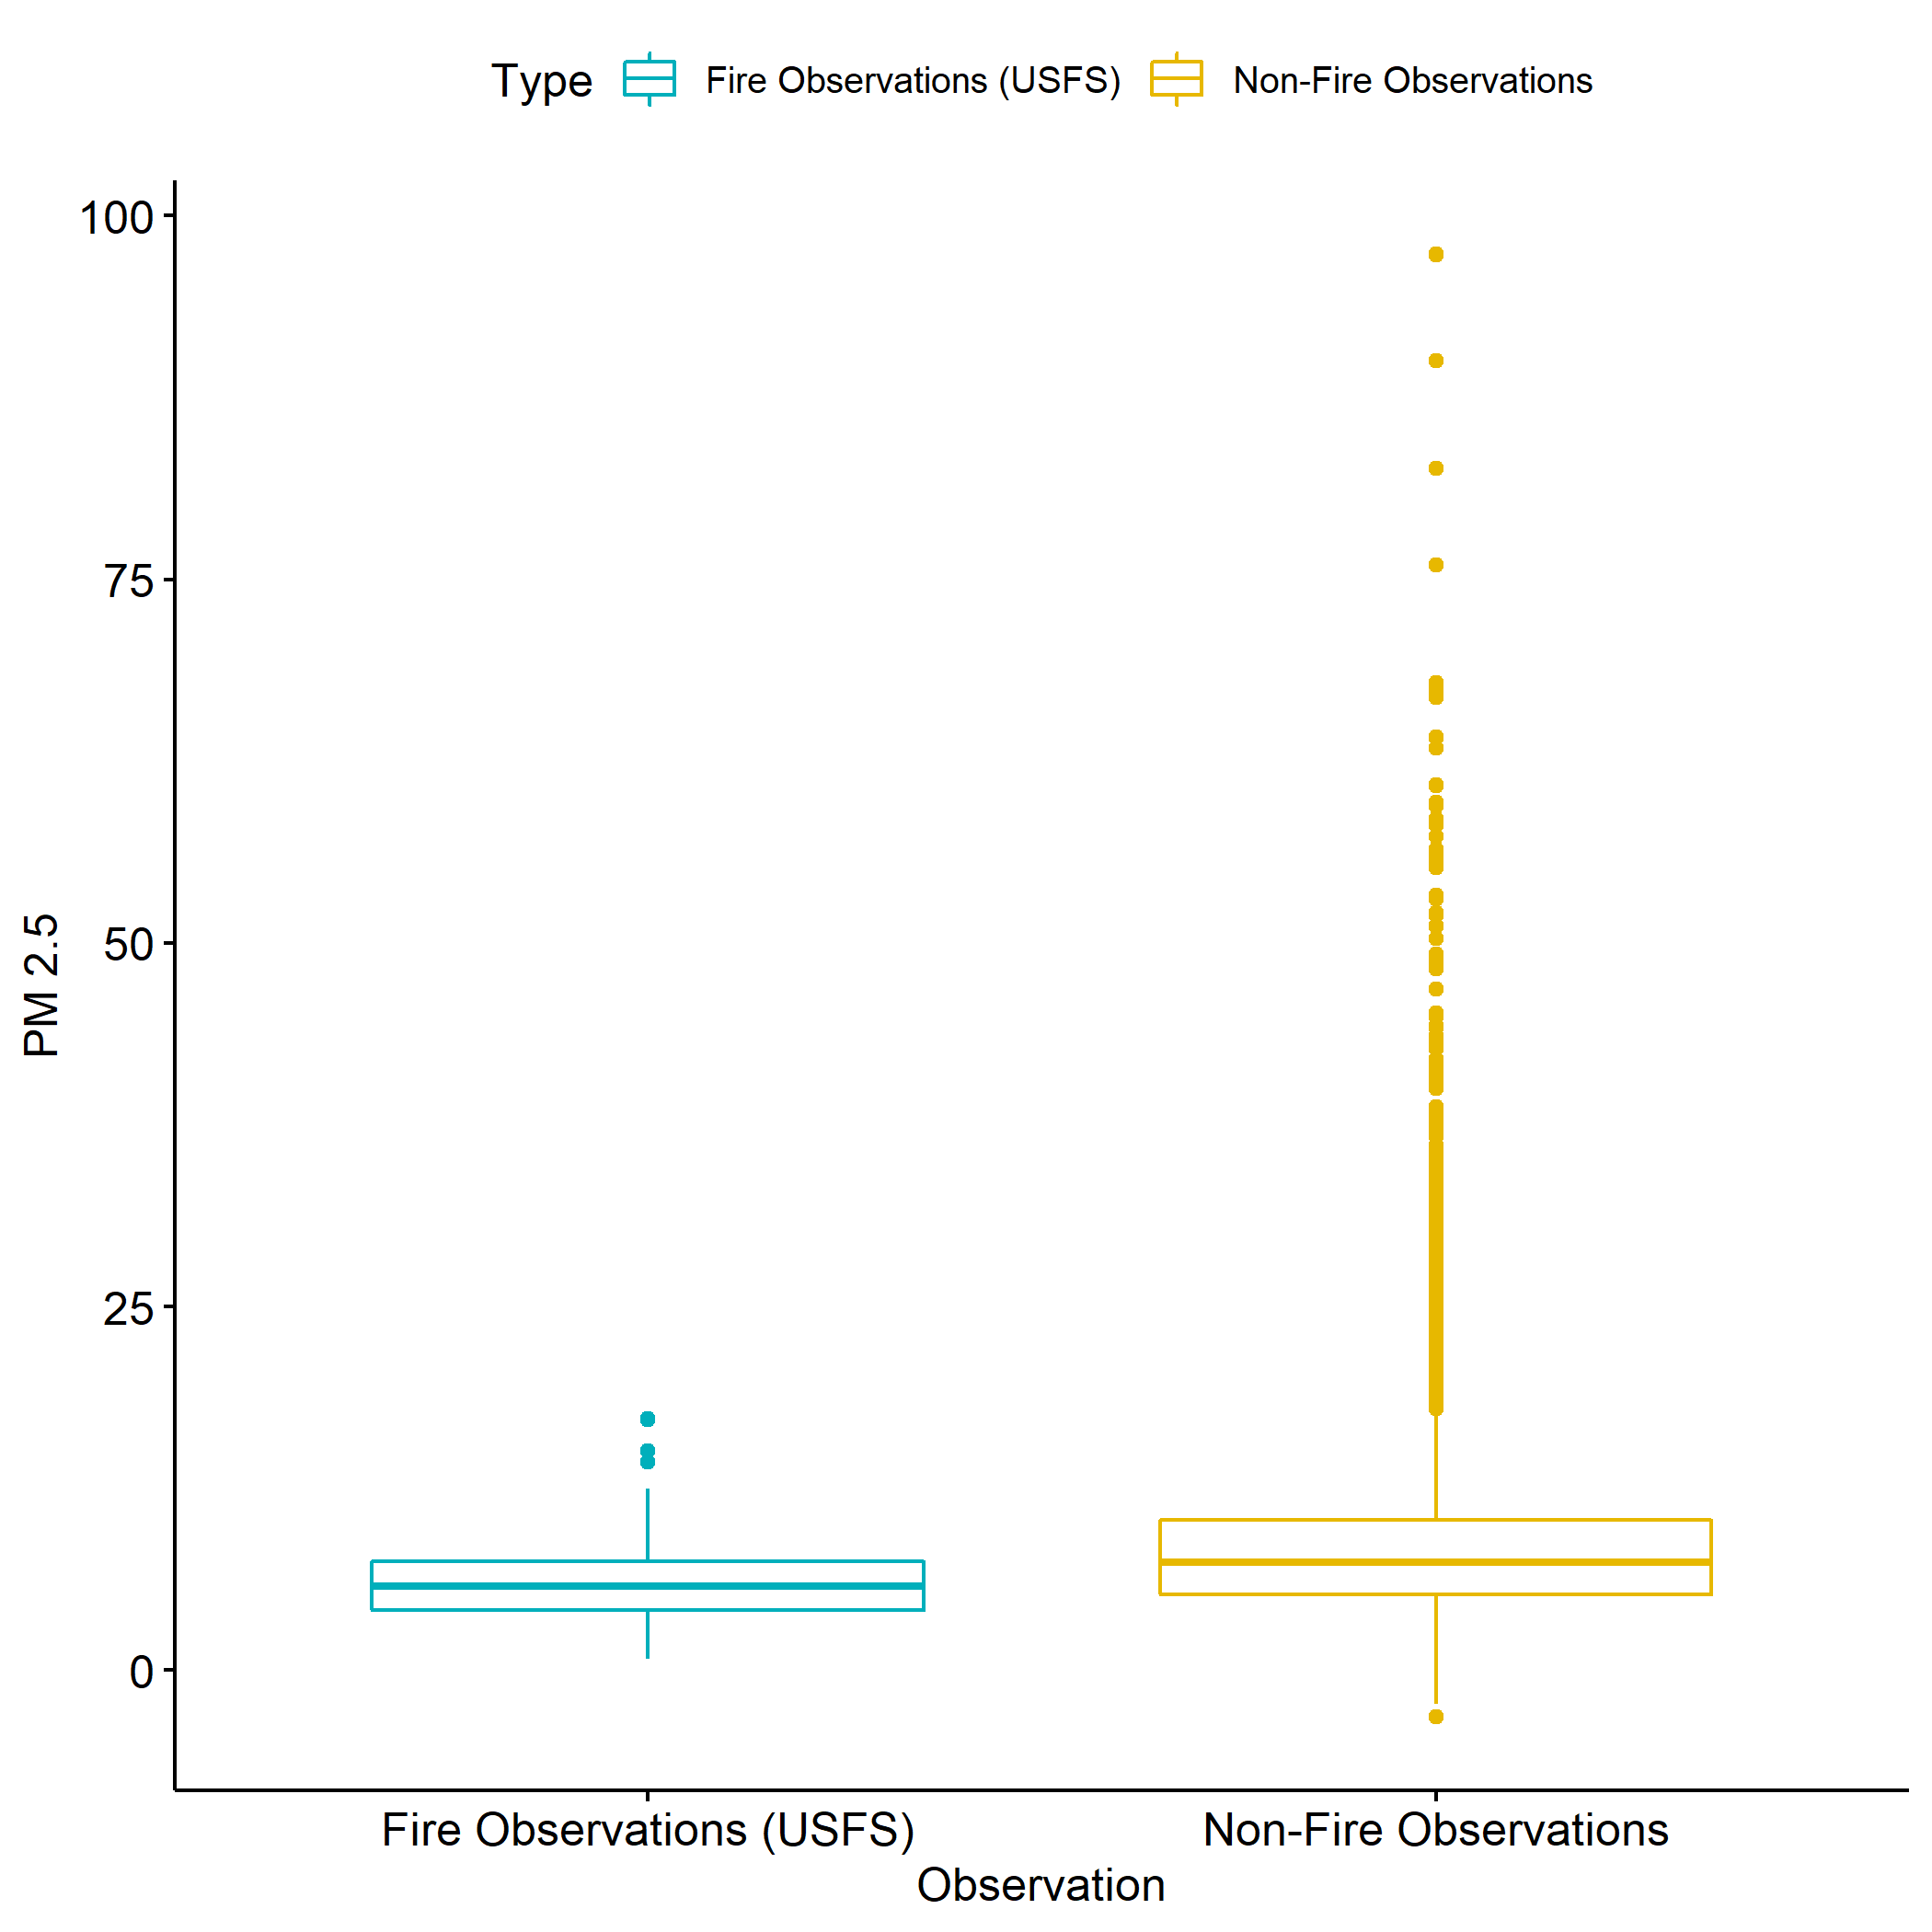 Type Fire Observations (USFS) Non-Fire Observations
100
75
50
25
0
PM 2.5
Fire Observations (USFS) Non-Fire Observations
Observation